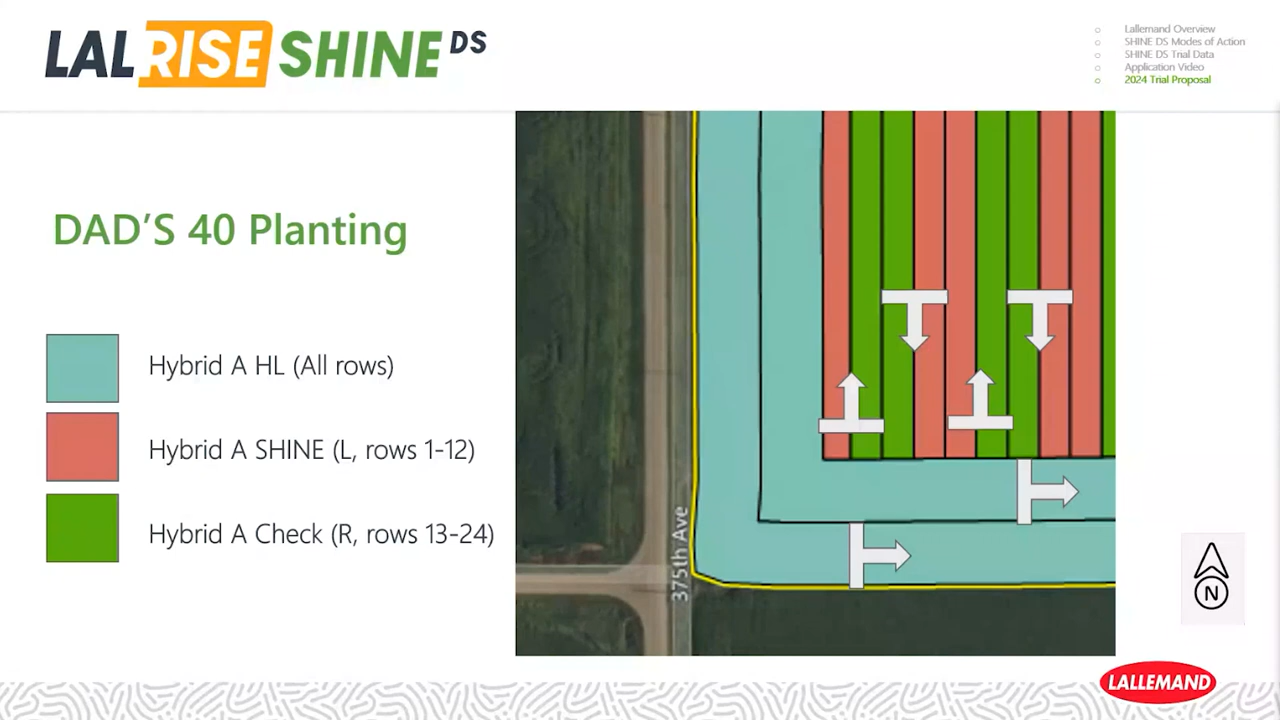 LALRISE SHINE DS
Lallemand Overview
SHINE DS Modes of Action
SHINE DS Trial Data
Application Video
2024 Trial Proposal
DAD'S 40 Planting
Hybrid A HL (All rows)
Hybrid A SHINE (L, rows 1-12)
Hybrid A Check (R, rows 13-24)
375th Ave
N
LALLEMAND